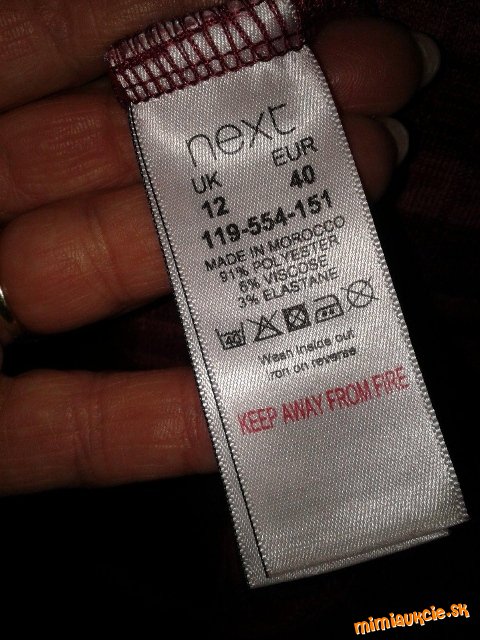 next
UK EUR
12 40
119-554-151
MADE IN MOROCCO
91% POLYESTER
6% VISCOSE
3% ELASTANE
40
Wash inside out
iron on reverse
KEEP AWAY FROM FIRE
mimiaukcie.sk